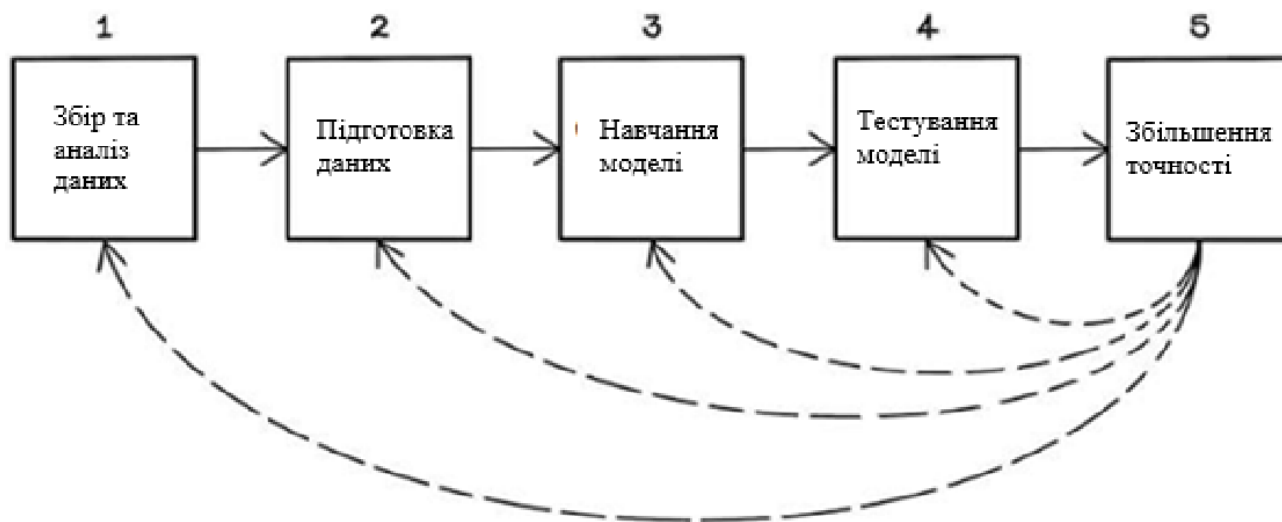 1
2
3
4
5
Збір та
аналіз
даних
Підготовка
даних
Навчання
моделі
Тестування
моделі
Збільшення
точності